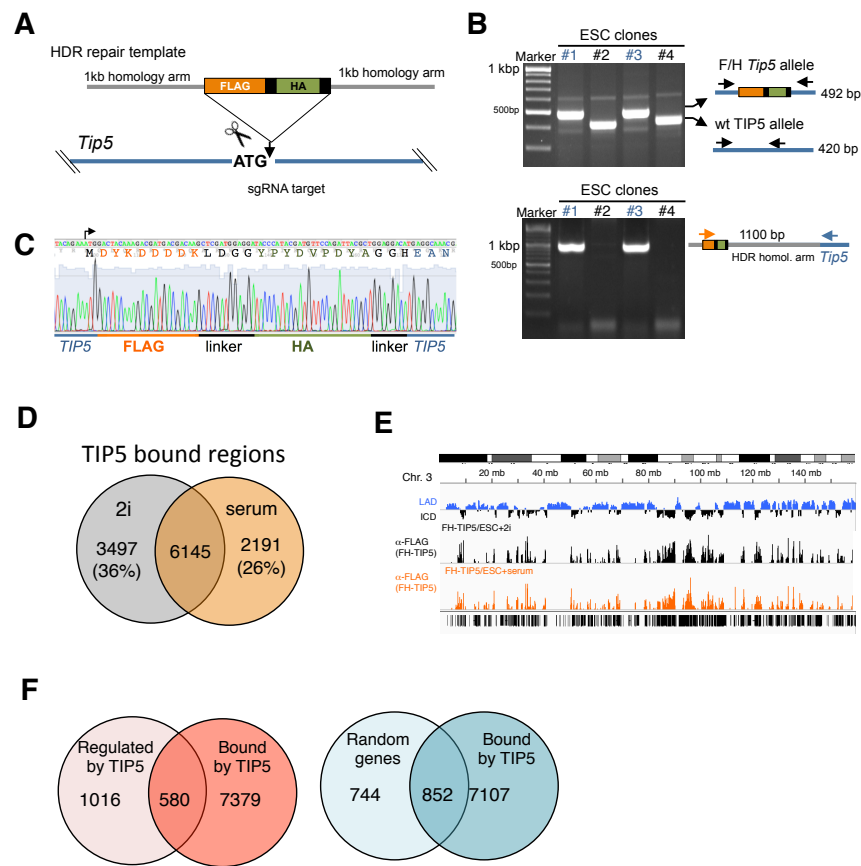 A
HDR repair template
1kb homology arm
FLAG
HA
1kb homology arm
Tip5
ATG
sgRNA target
B
ESC clones
Marker #1 #2 #3 #4
1 kbp
500bp
F/H Tip5 allele
492 bp
wt TIP5 allele
420 bp
ESC clones
Marker #1 #2 #3 #4
1 kbp
500bp
1100 bp
HDR homol. arm
Tip5
C
M D Y K D D D D K L D G G Y P Y D V P D Y A G G H E A N
TIP5
FLAG
linker
HA
linker
TIP5
D
TIP5 bound regions
2i
3497
(36%)
6145
serum
2191
(26%)
E
Chr. 3
20 mb 40 mb 60 mb 80 mb 100 mb 120 mb 140 mb
LAD
ICD
FH-TIP5/ESC+2i
α-FLAG
(FH-TIP5)
FH-TIP5/ESC+serum
α-FLAG
(FH-TIP5)
F
Regulated
by TIP5
1016
580
Bound
by TIP5
7379
Random
genes
744
852
Bound
by TIP5
7107